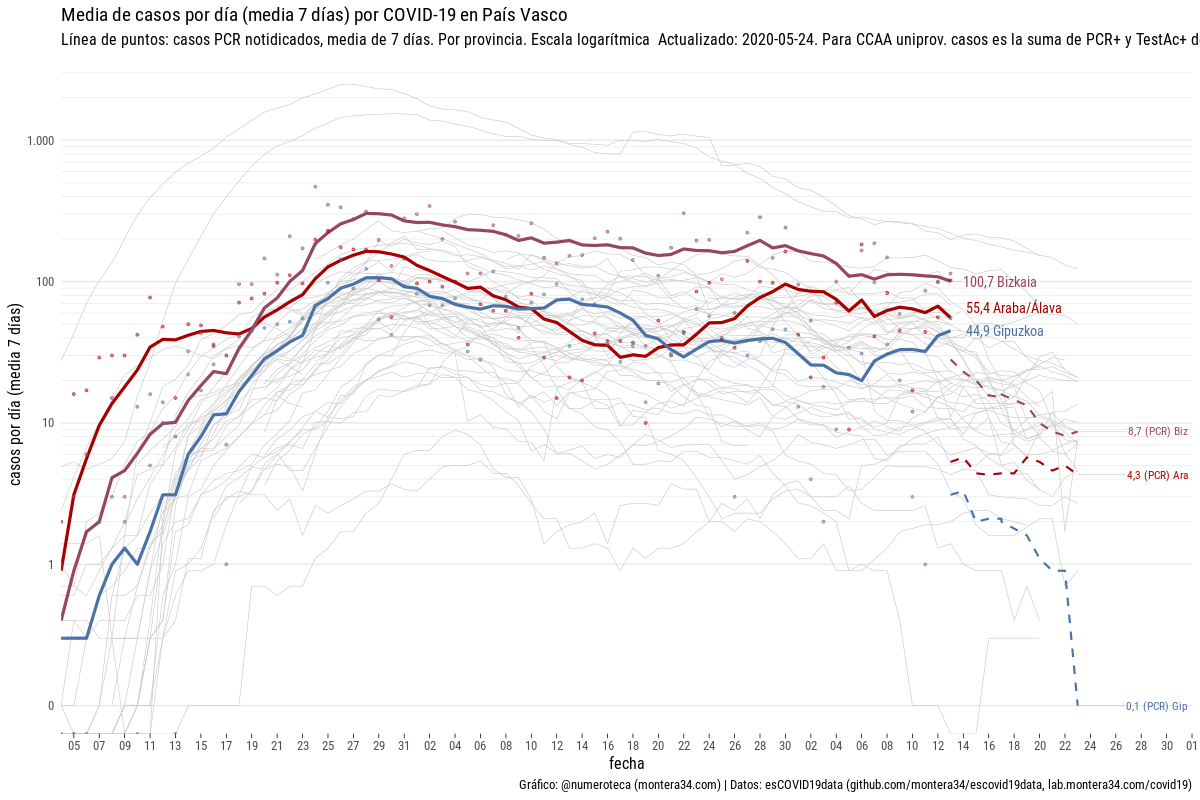 Media de casos por día (media 7 días) por COVID-19 en País Vasco
Línea de puntos: casos PCR notidicados, media de 7 días. Por provincia. Escala logarítmica  Actualizado: 2020-05-24. Para CCAA uniprov. casos es la suma de PCR+ y TestAc+ d
casos por día (media 7 días)
1.000
100
10
1
0
100,7 Bizkaia
55,4 Araba/Álava
44,9 Gipuzkoa
8,7 (PCR) Biz
4,3 (PCR) Ara
0,1 (PCR) Gip
05 07 09 11 13 15 17 19 21 23 25 27 29 31 02 04 06 08 10 12 14 16 18 20 22 24 26 28 30 02 04 06 08 10 12 14 16 18 20 22 24 26 28 30 01
fecha
Gráfico: @numeroteca (montera34.com) | Datos: esCOVID19data (github.com/montera34/escovid19data, lab.montera34.com/covid19)